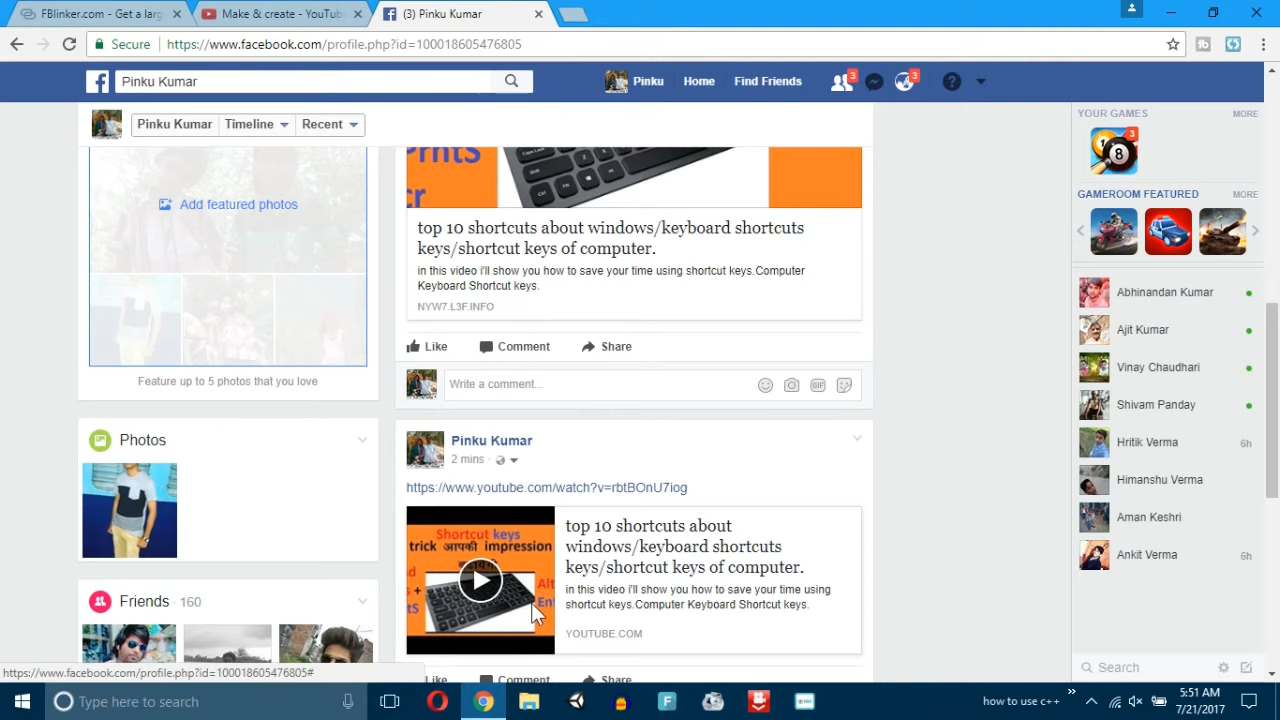 FBlinker.com - Get a larg
Make & create - YouTube
(3) Pinku Kumar
Secure
https://www.facebook.com/profile.php?id=100018605476805
Pinku Kumar
Pinku
Home
Find Friends
3
3
Pinku Kumar
Timeline
Recent
YOUR GAMES
MORE
3
GAMEROOM FEATURED
MORE
Add featured photos
Feature up to 5 photos that you love
PrntS
cr
top 10 shortcuts about windows/keyboard shortcuts
keys/shortcut keys of computer.
in this video i'll show you how to save your time using shortcut keys.Computer
Keyboard Shortcut keys.
NYW7.L3F.INFO
Like
Comment
Share
Write a comment...
GIF
Photos
Friends · 160
Pinku Kumar
2 mins
https://www.youtube.com/watch?v=rbtBOnU7iog
Shortcut keys
trick आपकी impression
top 10 shortcuts about
windows/keyboard shortcuts
keys/shortcut keys of computer.
in this video i'll show you how to save your time using
shortcut keys.Computer Keyboard Shortcut keys.
YOUTUBE.COM
Like
Comment
Share
Abhinandan Kumar
Ajit Kumar
Vinay Chaudhari
Shivam Panday
Hritik Verma
6h
Himanshu Verma
Aman Keshri
Ankit Verma
6h
Search
https://www.facebook.com/profile.php?id=100018605476805#
Type here to search
how to use c++
5:51 AM
7/21/2017